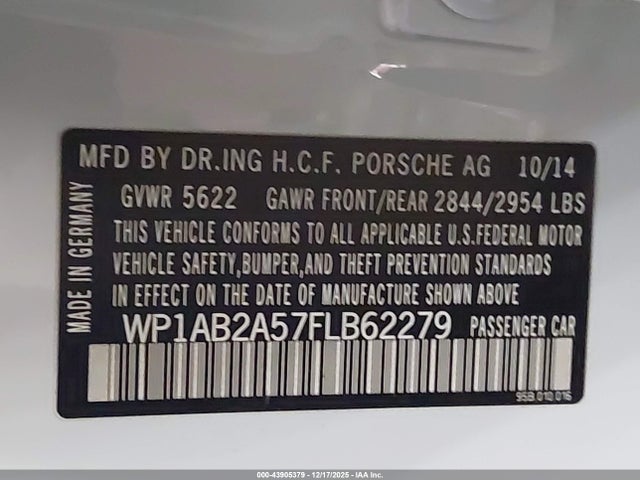 MFD BY DR.ING H.C.F. PORSCHE AG 10/14
GVWR 5622 GAWR FRONT/REAR 2844/2954 LBS
THIS VEHICLE CONFORMS TO ALL APPLICABLE U.S.FEDERAL MOTOR
VEHICLE SAFETY,BUMPER,AND THEFT PREVENTION STANDARDS
IN EFFECT ON THE DATE OF MANUFACTURE SHOWN ABOVE
WP1AB2A57FLB62279 PASSENGER CAR
95B.010.016
MADE IN GERMANY
000-43905379 - 12/17/2025 - IAA Inc.